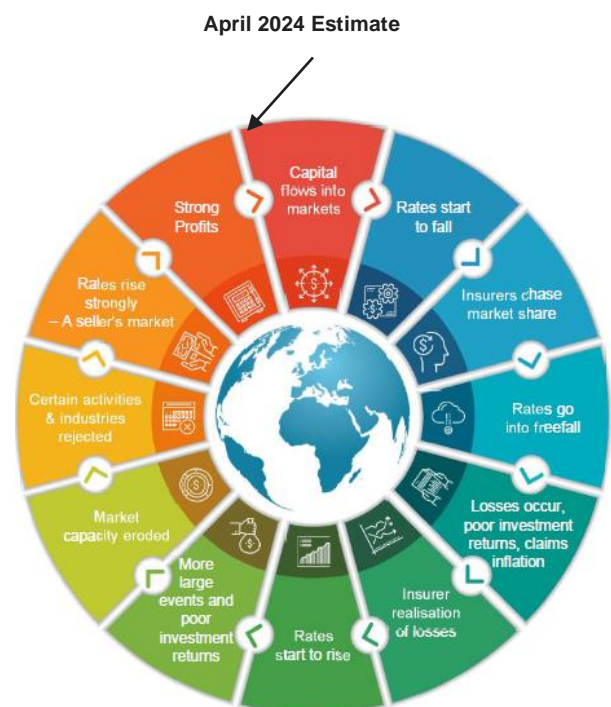 April 2024 Estimate
Capital
flows into
markets
Rates start
to fall
Insurers chase
market share
Rates go
into freefall
Losses occur,
poor investment
returns, claims
inflation
Insurer
realisation
of losses
Rates
start to rise
More
large
events and
poor
investment
returns
Market
capacity eroded
Certain activities
& industries
rejected
Rales rise
strongly
– A seller's market
Strong
Profits